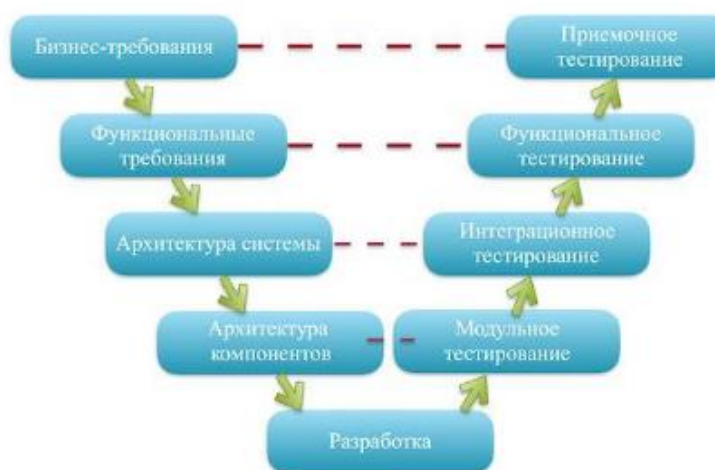 Бизнес-требования
Приемочное
тестирование
Функциональные
требования
Функциональное
тестирование
Архитектура системы
Интеграционное
тестирование
Архитектура
компонентов
Модульное
тестирование
Разработка